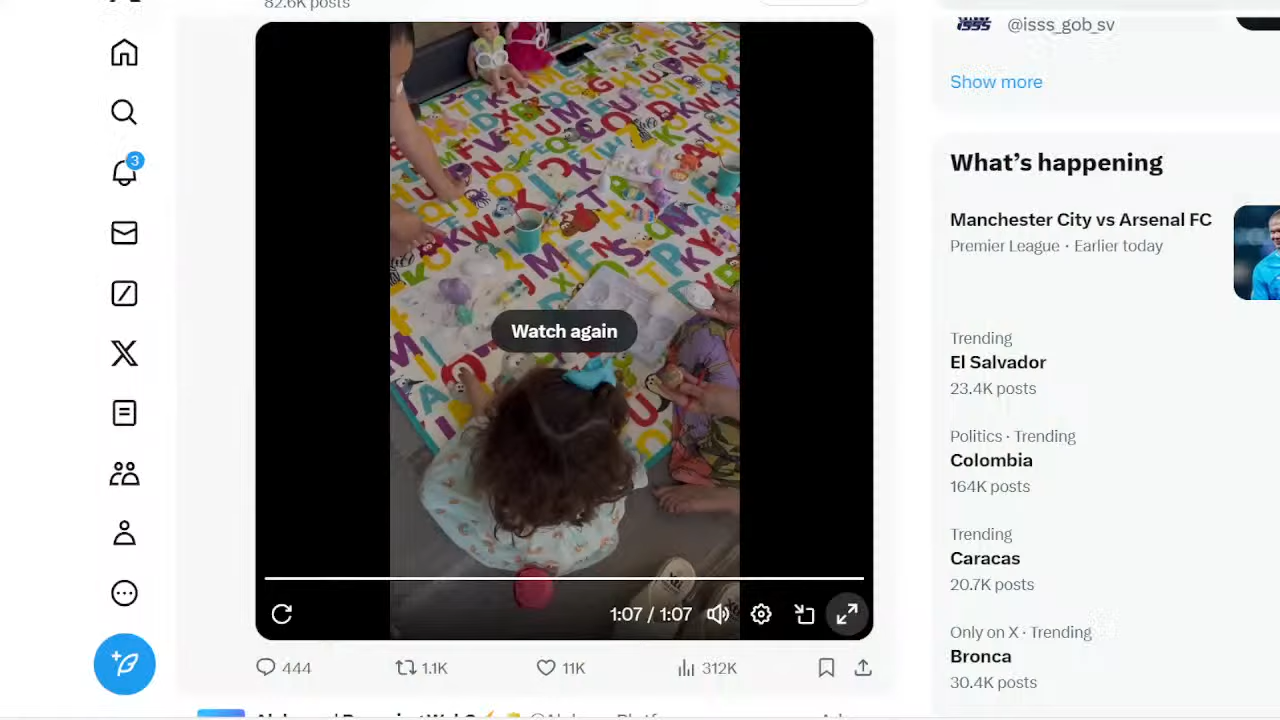 82.6K posts
@isss_gob_sv
Show more
3
What's happening
Manchester City vs Arsenal FC
Premier League · Earlier today
Trending
El Salvador
23.4K posts
Politics · Trending
Colombia
164K posts
Trending
Caracas
20.7K posts
Only on X · Trending
Bronca
30.4K posts
Watch again
1:07 / 1:07
444
1.1K
11K
312K